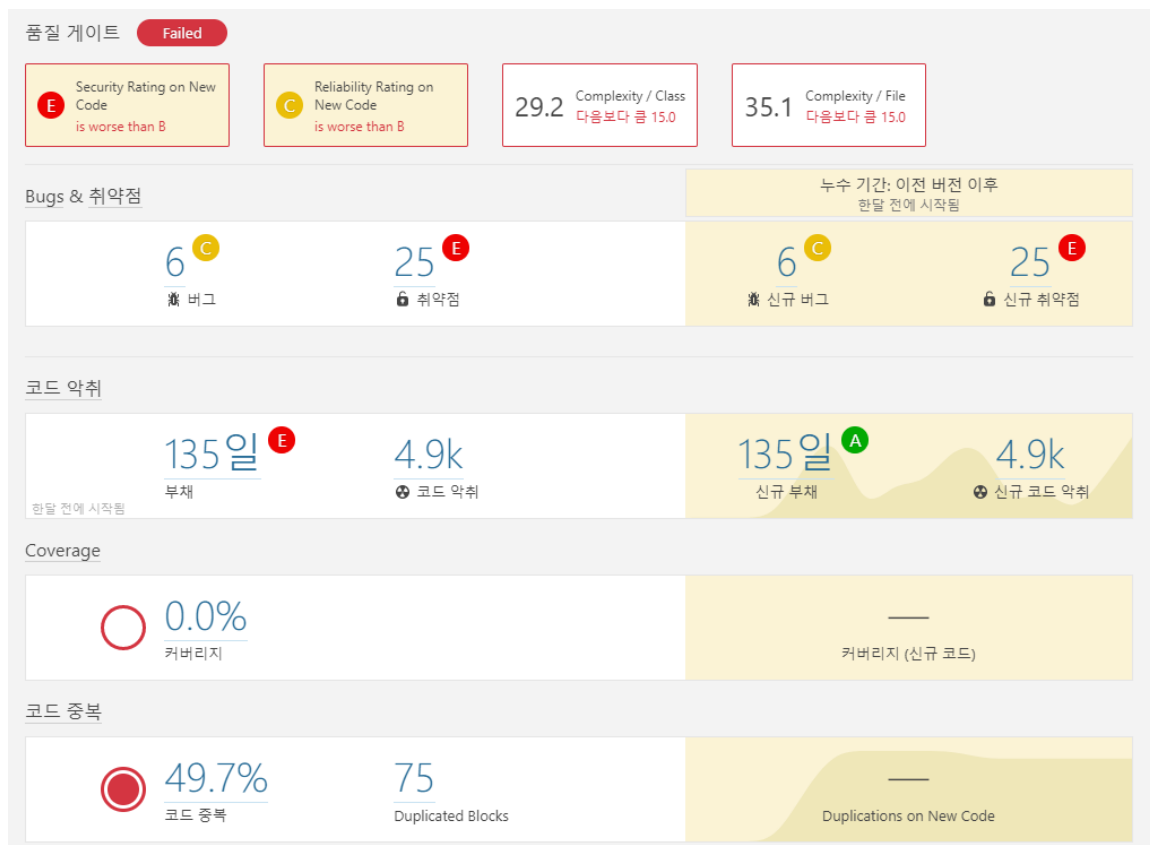 품질 게이트 Failed
E Security Rating on New Code
is worse than B
C Reliability Rating on New Code
is worse than B
29.2 Complexity / Class
다음보다 큼 15.0
35.1 Complexity / File
다음보다 큼 15.0
Bugs & 취약점
누수 기간: 이전 버전 이후
한달 전에 시작됨
6 C
버그
25 E
취약점
6 C
신규 버그
25 E
신규 취약점
코드 악취
135일 E
부채
4.9k
코드 악취
한달 전에 시작됨
135일 A
신규 부채
4.9k
신규 코드 악취
Coverage
0.0%
커버리지
—
커버리지 (신규 코드)
코드 중복
49.7%
코드 중복
75
Duplicated Blocks
—
Duplications on New Code